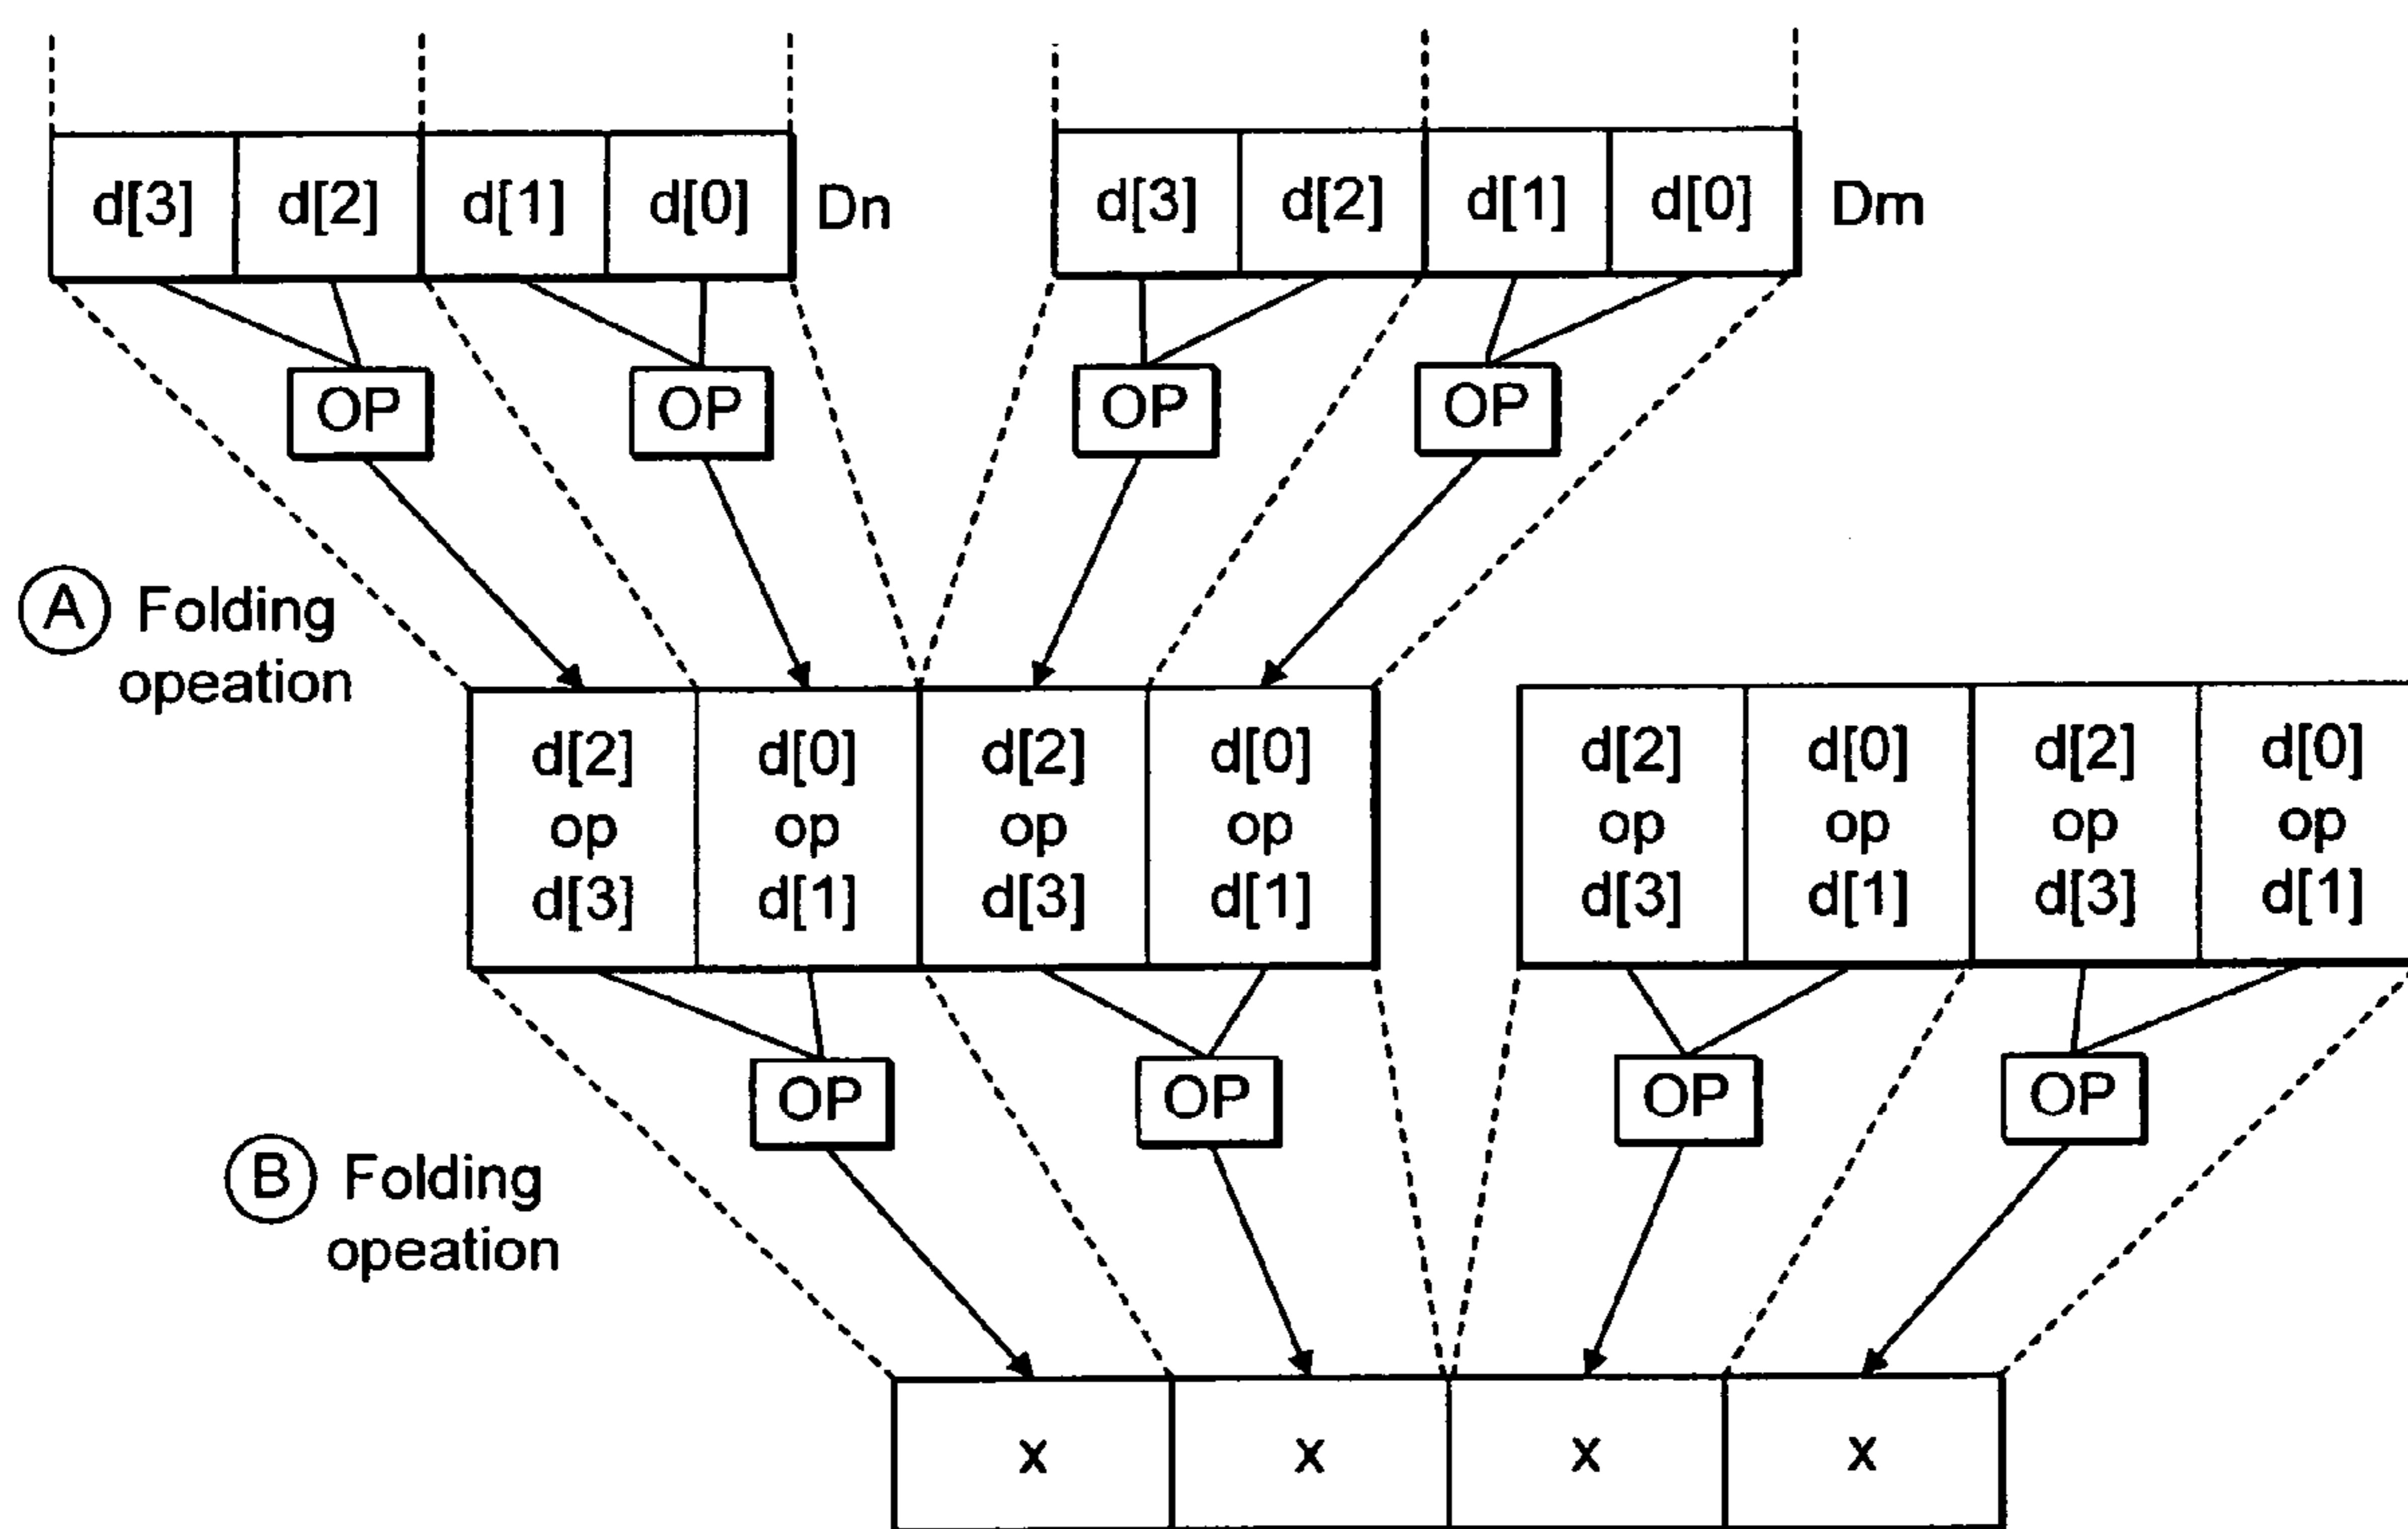 d[3] d[2] d[1] d[0] Dn d[3] d[2] d[1] d[0] Dm
OP OP OP OP
A Folding
opeation
d[2] d[0] d[2] d[0] d[2] d[0] d[2] d[0]
op op op op op op op op
d[3] d[1] d[3] d[1] d[3] d[1] d[3] d[1]
OP OP OP OP
B Folding
opeation
x x x x